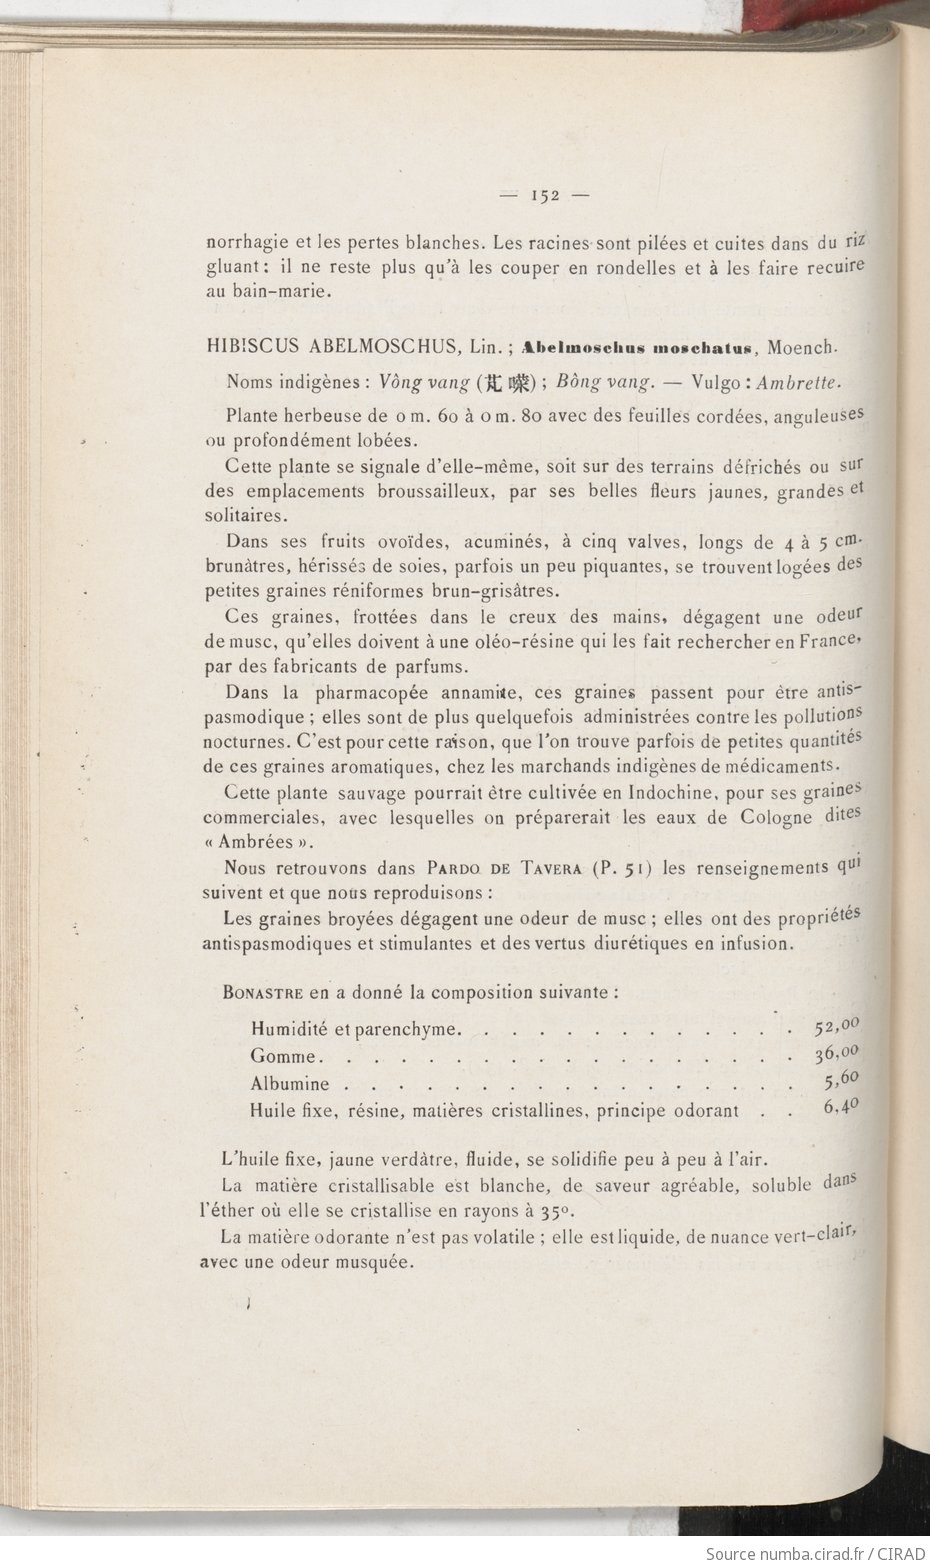 — 152 —
norrhagie et les pertes blanches. Les racines sont pilées et cuites dans du riz
gluant : il ne reste plus qu'à les couper en rondelles et à les faire recuire
au bain-marie.
HIBISCUS ABELMOSCHUS, Lin. ; Abelmoschus moschatus, Moench.
Noms indigènes : Vông vang ( ) ; Bông vang. — Vulgo : Ambrette.
Plante herbeuse de 0 m. 60 à 0 m. 80 avec des feuilles cordées, anguleuses
ou profondément lobées.
Cette plante se signale d'elle-même, soit sur des terrains défrichés ou sur
des emplacements broussailleux, par ses belles fleurs jaunes, grandes et
solitaires.
Dans ses fruits ovoïdes, acuminés, à cinq valves, longs de 4 à 5 cm.
brunâtres, hérissés de soies, parfois un peu piquantes, se trouvent logées des
petites graines réniformes brun-grisâtres.
Ces graines, frottées dans le creux des mains, dégagent une odeur
de musc, qu'elles doivent à une oléo-résine qui les fait rechercher en France,
par des fabricants de parfums.
Dans la pharmacopée annamite, ces graines passent pour être antis-
pasmodique ; elles sont de plus quelquefois administrées contre les pollutions
nocturnes. C'est pour cette raison, que l'on trouve parfois de petites quantités
de ces graines aromatiques, chez les marchands indigènes de médicaments.
Cette plante sauvage pourrait être cultivée en Indochine, pour ses graines
commerciales, avec lesquelles on préparerait les eaux de Cologne dites
« Ambrées ».
Nous retrouvons dans PARDO DE TAVERA (P. 51) les renseignements qui
suivent et que nous reproduisons :
Les graines broyées dégagent une odeur de musc ; elles ont des propriétés
antispasmodiques et stimulantes et des vertus diurétiques en infusion.
BONASTRE en a donné la composition suivante :
Humidité et parenchyme. . . . . . . . . . . . . 52,00
Gomme. . . . . . . . . . . . . . . . . . 36,00
Albumine . . . . . . . . . . . . . . . . . 5,60
Huile fixe, résine, matières cristallines, principe odorant . . 6,40
L'huile fixe, jaune verdâtre, fluide, se solidifie peu à peu à l'air.
La matière cristallisable est blanche, de saveur agréable, soluble dans
l'éther où elle se cristallise en rayons à 35º.
La matière odorante n'est pas volatile ; elle est liquide, de nuance vert-clair,
avec une odeur musquée.
Source numba.cirad.fr / CIRAD